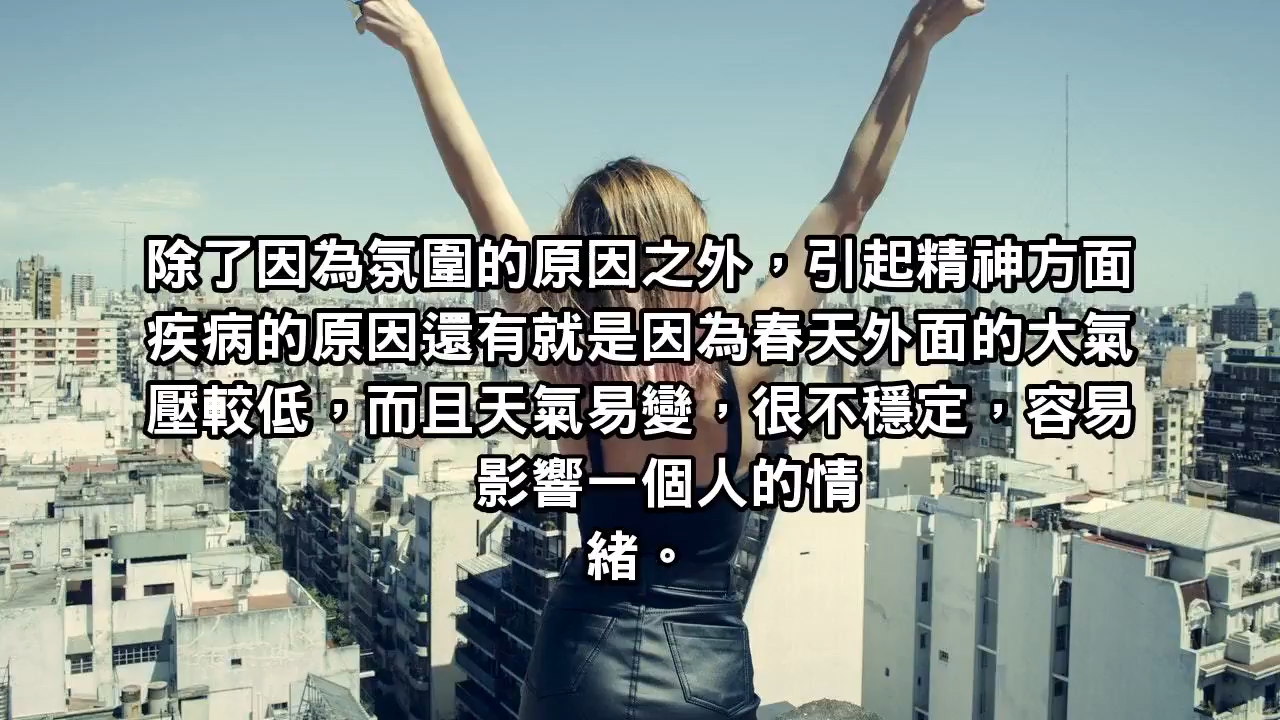 除了因為氛圍的原因之外，引起精神方面
疾病的原因還有就是因為春天外面的大氣
壓較低，而且天氣易變，很不穩定，容易
影響一個人的情
緒。